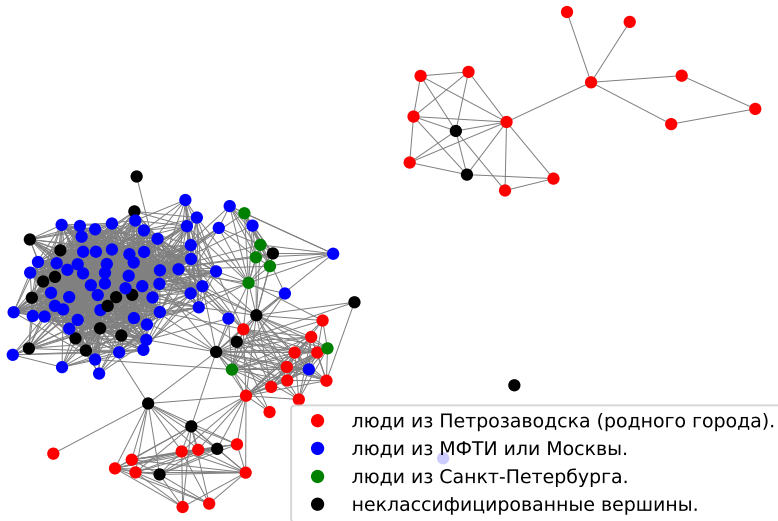 люди из Петрозаводска (родного города).
люди из МФТИ или Москвы.
люди из Санкт-Петербурга.
неклассифицированные вершины.